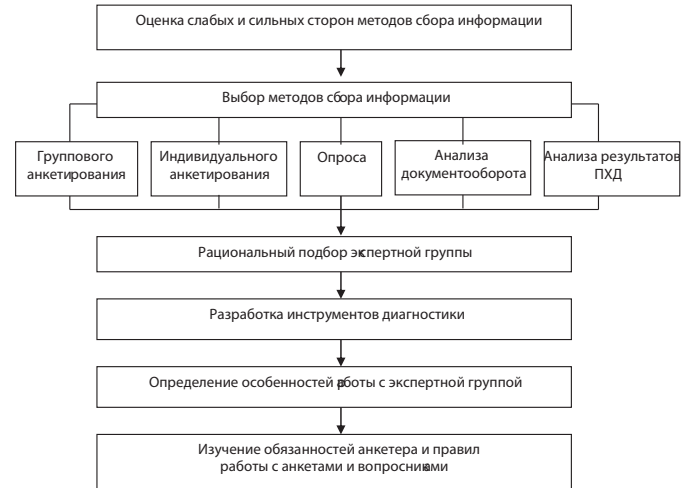 Оценка слабых и сильных сторон методов сбора информации
Выбор методов сбора информации
Группового
анкетирования
Индивидуального
анкетирования
Опроса
Анализа
документооборота
Анализа результатов
ПХД
Рациональный подбор экспертной группы
Разработка инструментов диагностики
Определение особенностей работы с экспертной группой
Изучение обязанностей анкетера и правил
работы с анкетами и вопросниками